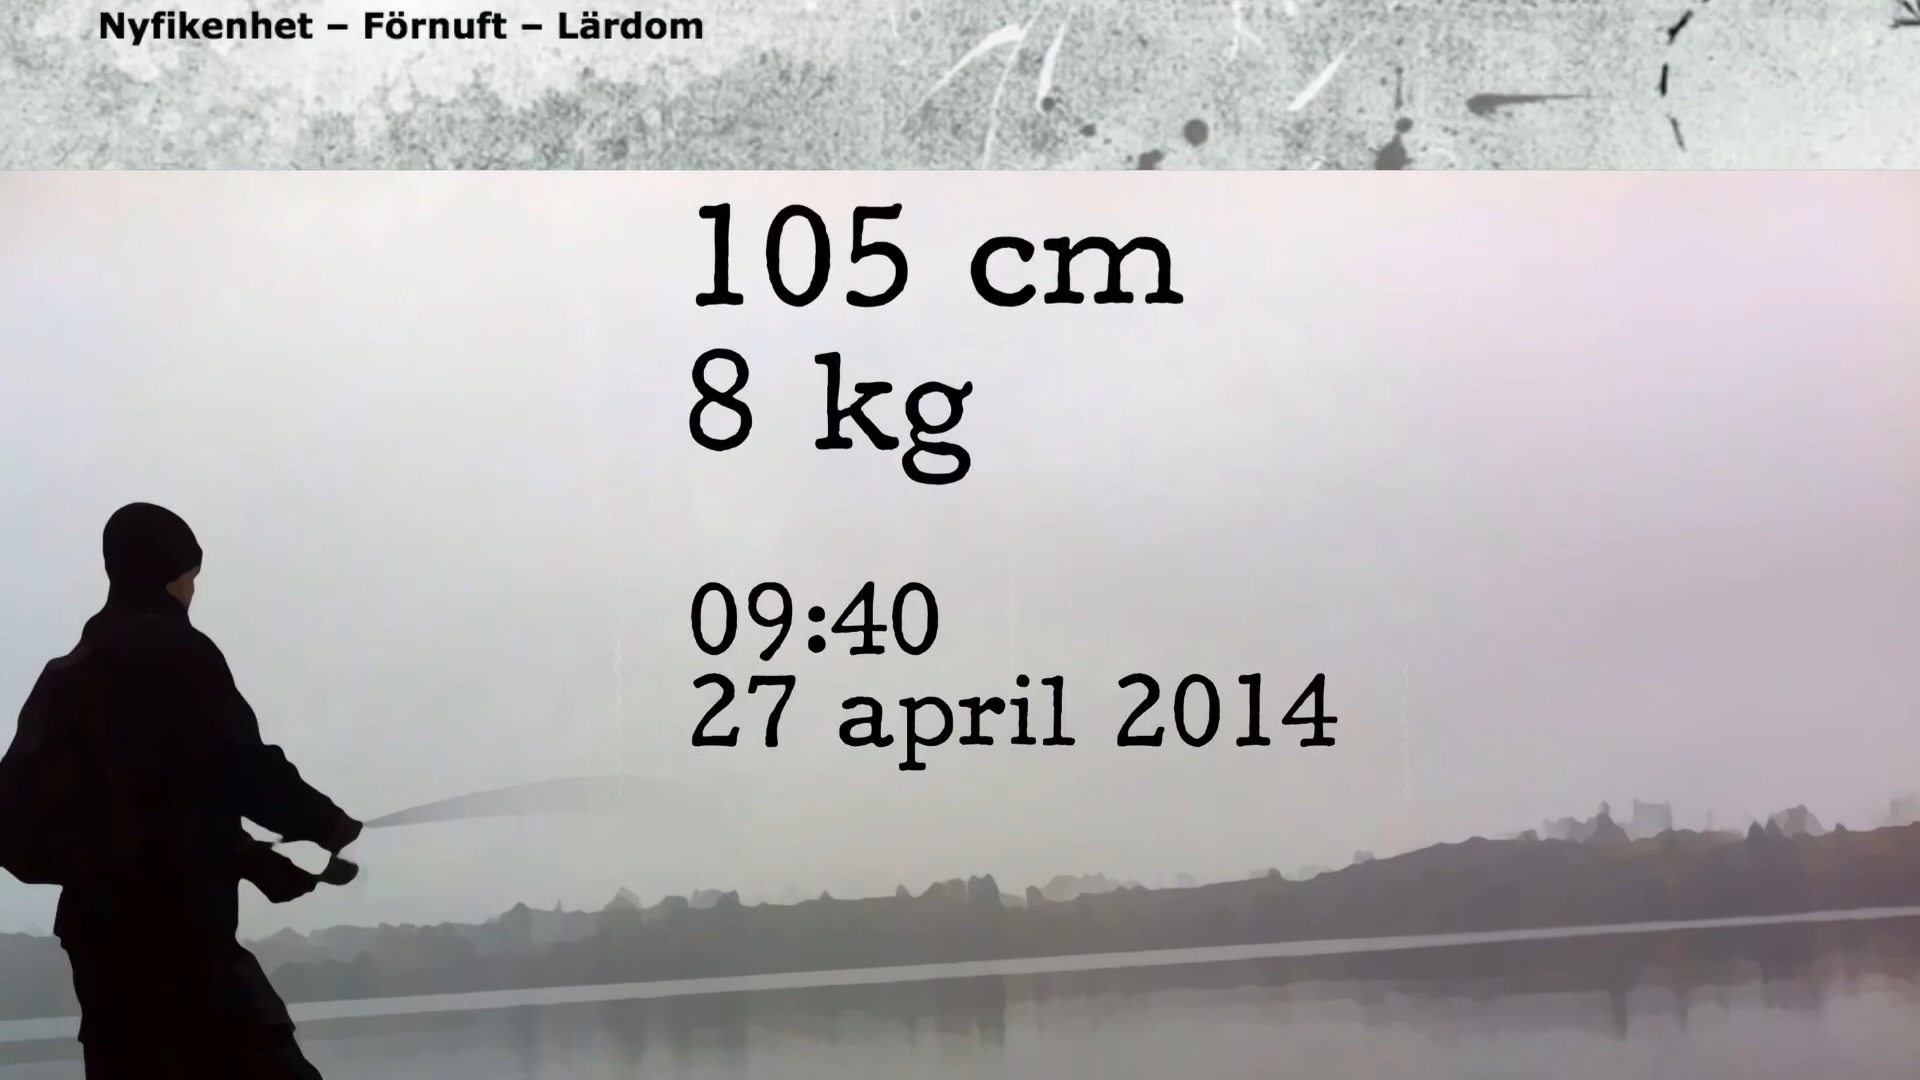 Nyfikenhet – Förnuft – Lärdom
105 cm
8 kg
09:40
27 april 2014